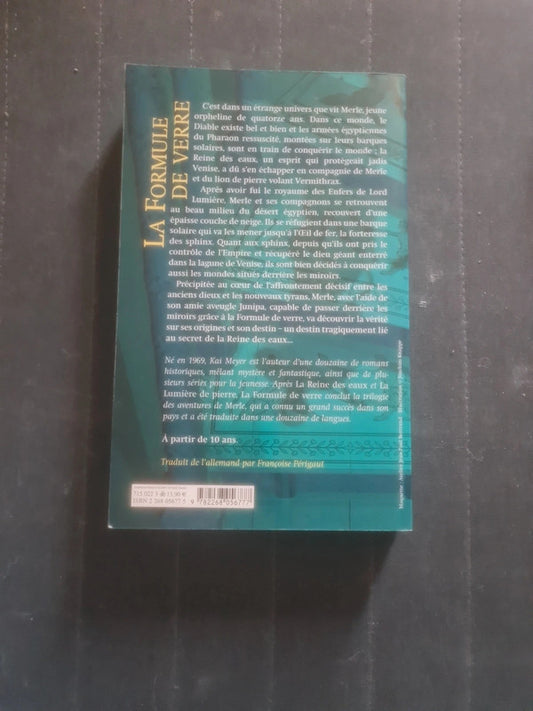 LA FORMULE
DE VERRE
C'est dans un étrange univers que vit Merle, jeune
orpheline de quatorze ans. Dans ce monde, le
Diable existe bel et bien et les armées égyptiennes
du Pharaon ressuscité, montées sur leurs barques
solaires, sont en train de conquérir le monde ; la
Reine des eaux, un esprit qui protégeait jadis
Venise, a dû s'en échapper en compagnie de Merle
et du lion de pierre volant Vermithrax.
Après avoir fui le royaume des Enfers de Lord
Lumière, Merle et ses compagnons se retrouvent
au beau milieu du désert égyptien, recouvert d'une
épaisse couche de neige. Ils se réfugient dans une barque
solaire qui va les mener jusqu'à l'Œil de fer, la forteresse
des sphinx. Quant aux sphinx, depuis qu'ils ont pris le
contrôle de l'Empire et récupéré le dieu géant enterré
dans la lagune de Venise, ils sont bien décidés à conquérir
aussi les mondes situés derrière les miroirs.
Précipitée au cœur de l'affrontement décisif entre les
anciens dieux et les nouveaux tyrans, Merle, avec l'aide de
son amie aveugle Junipa, capable de passer derrière les
miroirs grâce à la Formule de verre, va découvrir la vérité
sur ses origines et son destin – un destin tragiquement lié
au secret de la Reine des eaux...
Né en 1969, Kai Meyer est l'auteur d'une douzaine de romans
historiques, mêlant mystère et fantastique, ainsi que de plu-
sieurs séries pour la jeunesse. Après La Reine des eaux et La
Lumière de pierre, La Formule de verre conclut la trilogie
des aventures de Merle, qui a connu un grand succès dans son
pays et a été traduite dans une douzaine de langues.
À partir de 10 ans
Traduit de l'allemand par Françoise Périgaut
ISBN 2 268 05677 5
9 782268 056777